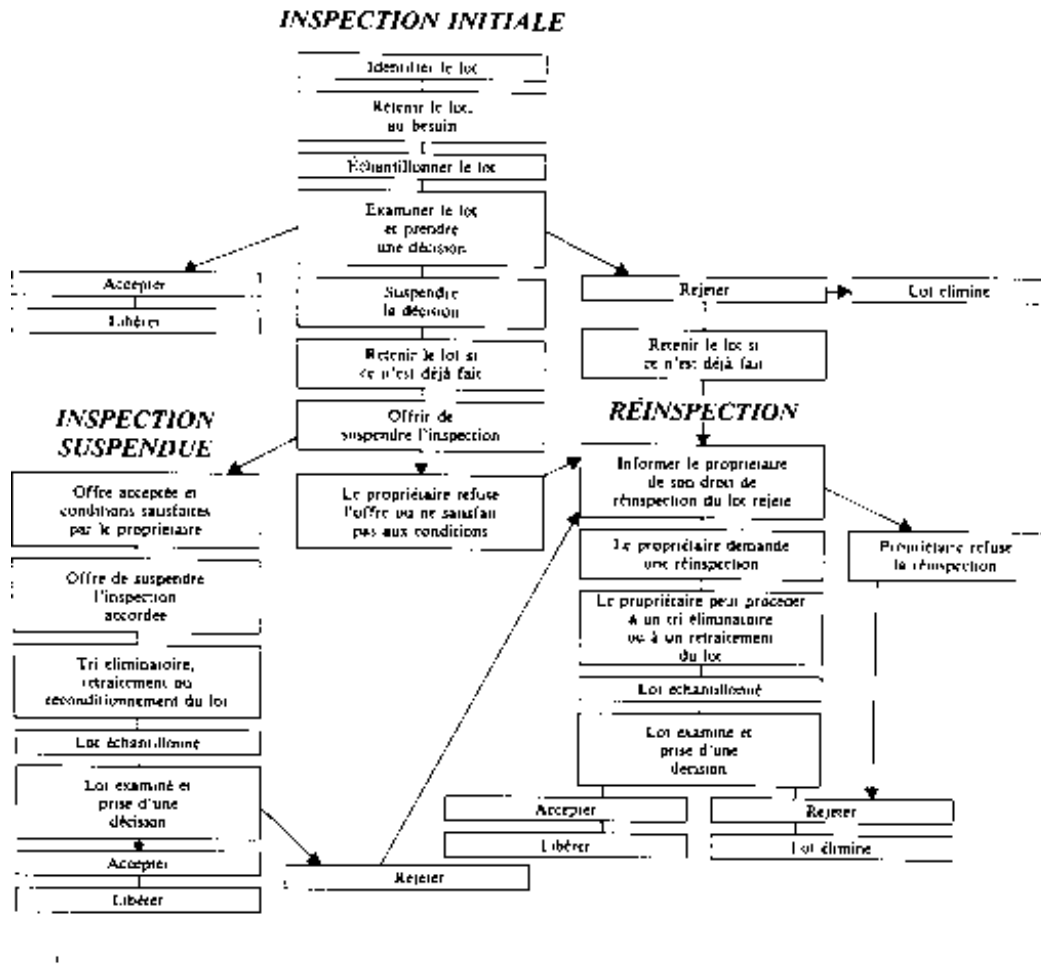 INSPECTION INITIALE
Identifier le lot
Retenir le lot,
au besoin
Échantillonner le lot
Examiner le lot
et prendre
une décision
Accepter
Libérer
Suspendre
la décision
Rejeter
Lot elimine
Retenir le lot si
ce n'est déjà fait
Retenir le lot si
ce n'est déjà fait
Offrir de
suspendre l'inspection
INSPECTION
SUSPENDUE
RÉINSPECTION
Offre acceptée et
conditions satisfaites
par le propriétaire
Le propriétaire refuse
l'offre ou ne satisfait
pas aux conditions
Informer le propriétaire
de son droit de
réinspection du lot rejeté
Offre de suspendre
l'inspection
accordée
Le propriétaire demande
une réinspection
Propriétaire refuse
la réinspection
Le propriétaire peut procéder
à un tri éliminatoire
ou à un retraitement
du lot
Tri éliminatoire,
retraitement ou
reconditionnement du lot
Lot échantillonné
Lot échantillonné
Lot examiné et
prise d'une
décision
Lot examiné et
prise d'une
décisson
Accepter
Libérer
Rejeter
Lot élimine
Accepter
Libérer
Rejeter